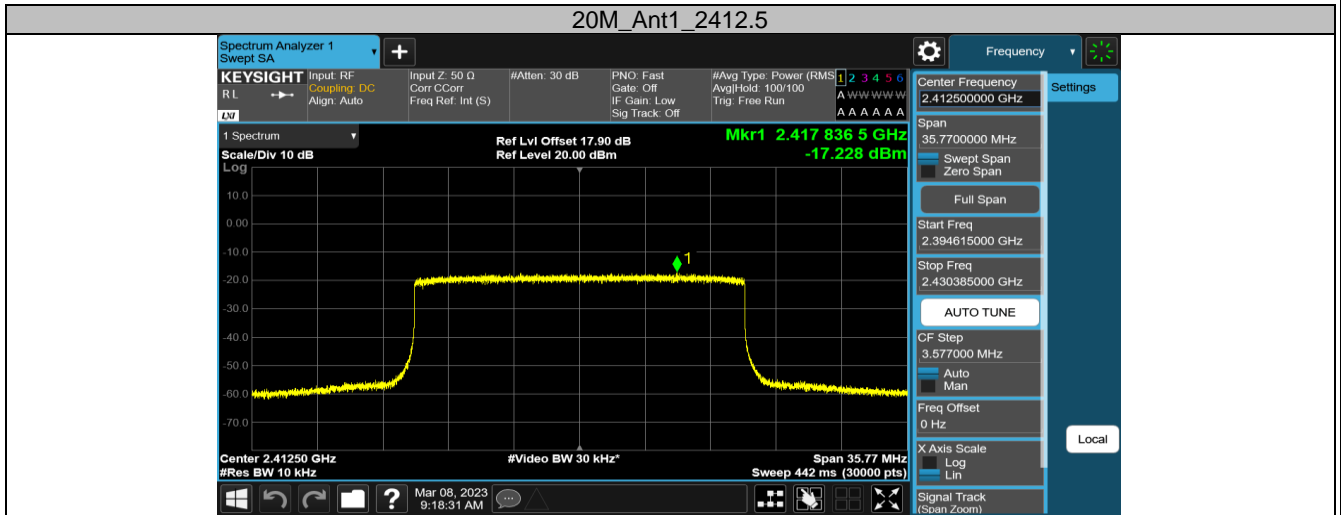 20M_Ant1_2412.5
Spectrum Analyzer 1
Swept SA
Frequency
KEYSIGHT
R L
LXI
Input: RF
Coupling: DC
Align: Auto
Input Z: 50 Ω
Corr CCorr
Freq Ref: Int (S)
#Atten: 30 dB
PNO: Fast
Gate: Off
IF Gain: Low
Sig Track: Off
#Avg Type: Power (RMS
Avg|Hold: 100/100
Trig: Free Run
1 2 3 4 5 6
A W W W W W
A A A A A A
1 Spectrum
Scale/Div 10 dB
Log
Ref Lvl Offset 17.90 dB
Ref Level 20.00 dBm
Mkr1 2.417 836 5 GHz
-17.228 dBm
10.0
0.00
-10.0
-20.0
-30.0
-40.0
-50.0
-60.0
-70.0
1
Center 2.41250 GHz
#Res BW 10 kHz
#Video BW 30 kHz*
Span 35.77 MHz
Sweep 442 ms (30000 pts)
Center Frequency
2.412500000 GHz
Settings
Span
35.7700000 MHz
Swept Span
Zero Span
Full Span
Start Freq
2.394615000 GHz
Stop Freq
2.430385000 GHz
AUTO TUNE
CF Step
3.577000 MHz
Auto
Man
Freq Offset
0 Hz
X Axis Scale
Log
Lin
Local
Signal Track
(Span Zoom)
?
Mar 08, 2023
9:18:31 AM